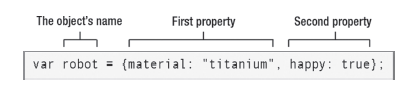 The object's name First property Second property
var robot = {material: "titanium", happy: true};